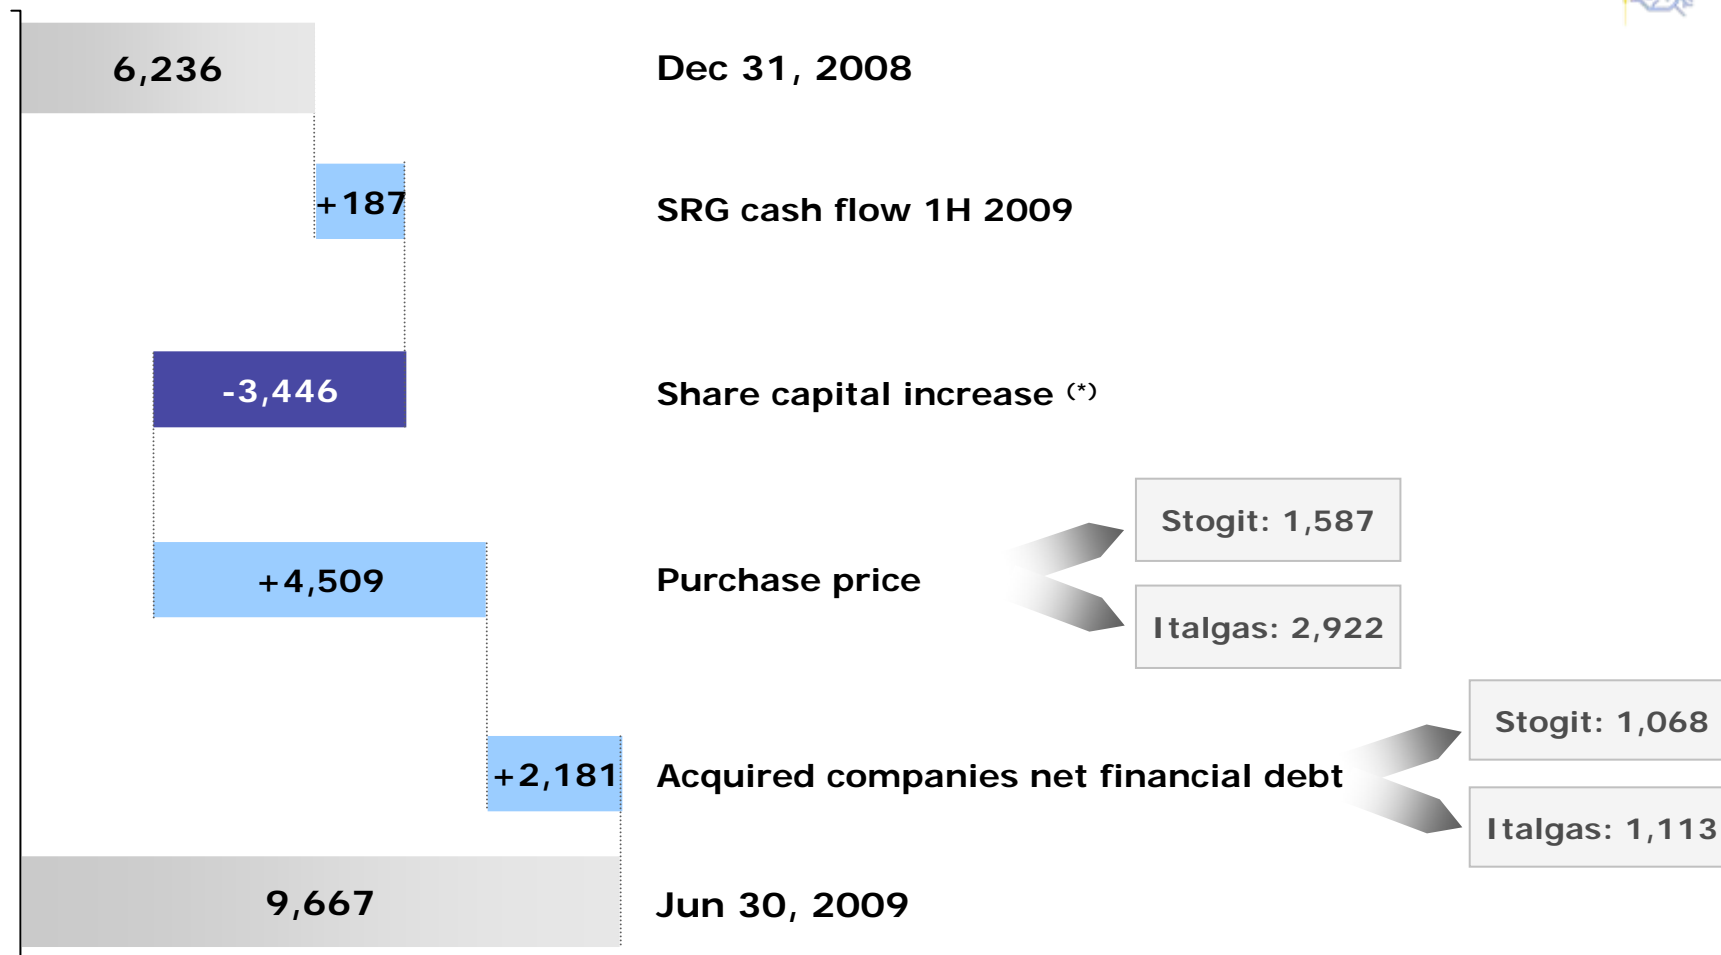 6,236 Dec 31, 2008
+187 SRG cash flow 1H 2009
-3,446 Share capital increase (*)
Stogit: 1,587
+4,509 Purchase price
Italgas: 2,922
Stogit: 1,068
+2,181 Acquired companies net financial debt
Italgas: 1,113
9,667 Jun 30, 2009